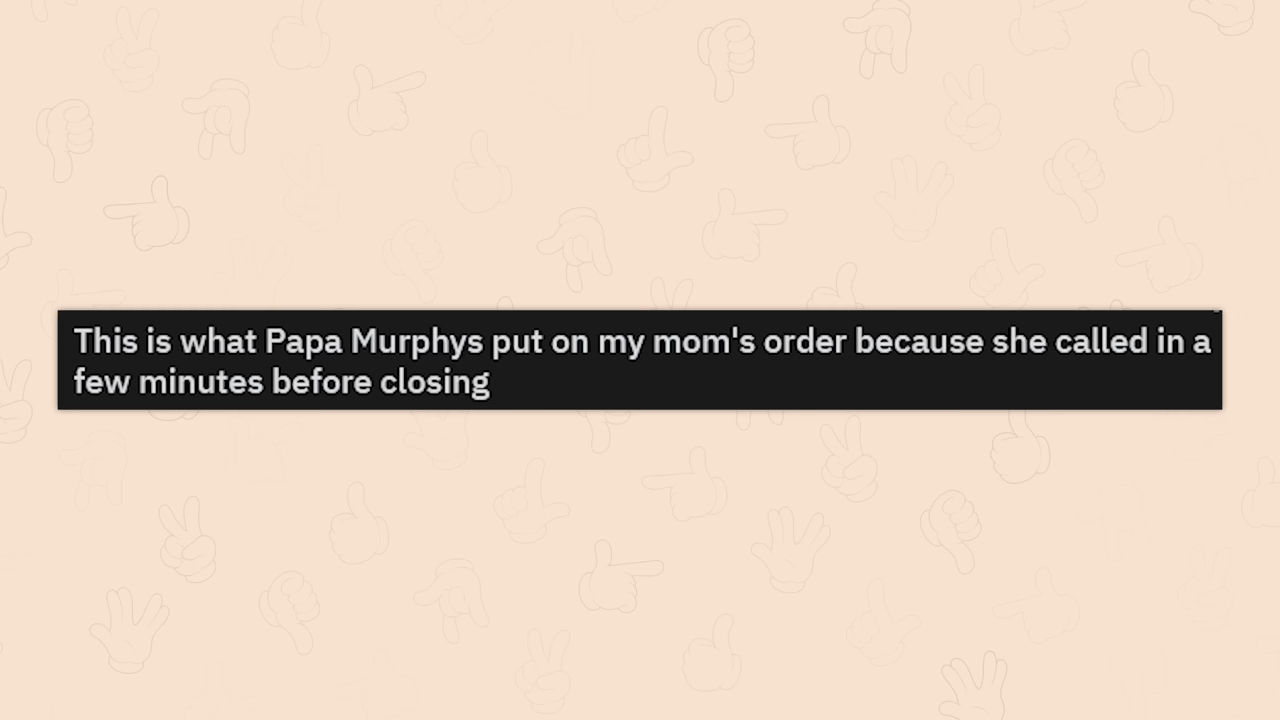 This is what Papa Murphys put on my mom's order because she called in a
few minutes before closing